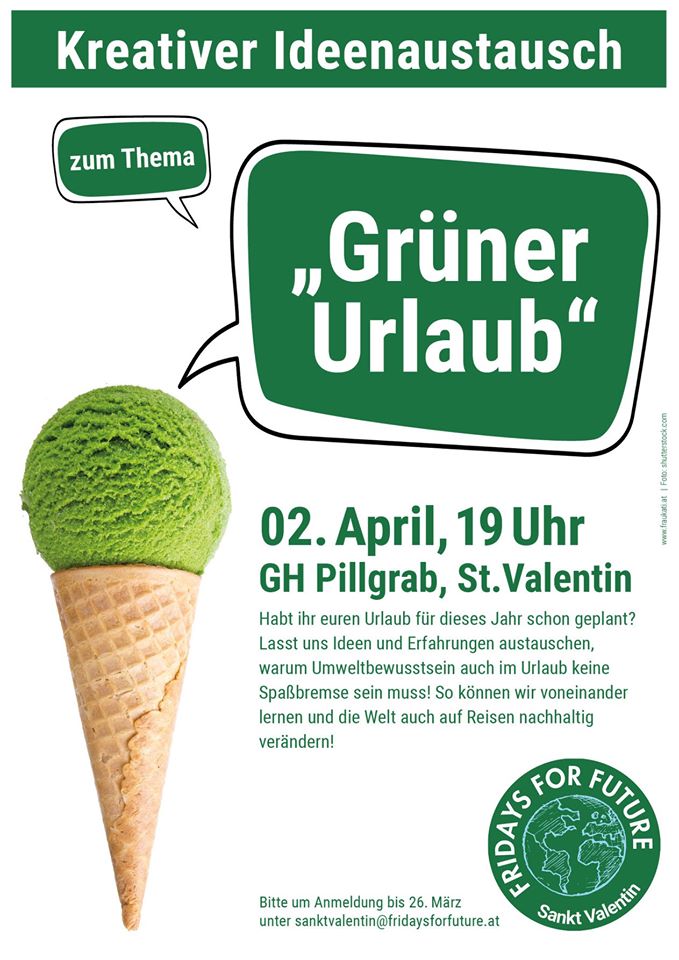 Kreativer Ideenaustausch
zum Thema
„Grüner
Urlaub“
www.fraukati.at | Foto: shutterstock.com
02. April, 19 Uhr
GH Pillgrab, St.Valentin
Habt ihr euren Urlaub für dieses Jahr schon geplant?
Lasst uns Ideen und Erfahrungen austauschen,
warum Umweltbewusstsein auch im Urlaub keine
Spaßbremse sein muss! So können wir voneinander
lernen und die Welt auch auf Reisen nachhaltig
verändern!
FRIDAYS FOR FUTURE
Sankt Valentin
Bitte um Anmeldung bis 26. März
unter sanktvalentin@fridaysforfuture.at